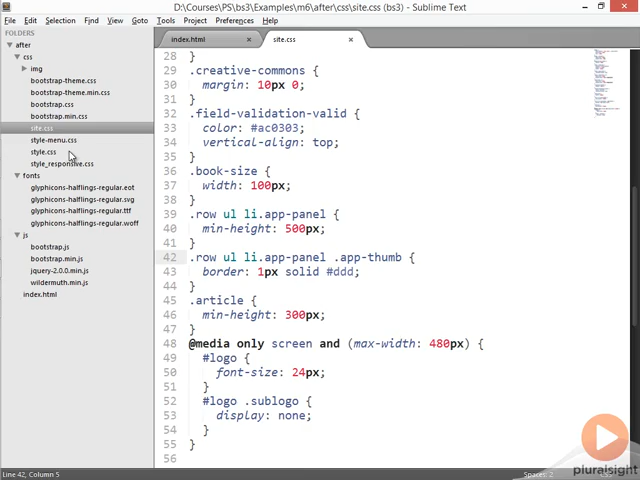 D:\Courses\PS\bs3\Examples\m6\after\css\site.css (bs3) - Sublime Text
File Edit Selection Find View Goto Tools Project Preferences Help
FOLDERS
after
css
img
bootstrap-theme.css
bootstrap-theme.min.css
bootstrap.css
bootstrap.min.css
site.css
style-menu.css
style.css
style_responsive.css
fonts
glyphicons-halflings-regular.eot
glyphicons-halflings-regular.svg
glyphicons-halflings-regular.ttf
glyphicons-halflings-regular.woff
js
bootstrap.js
bootstrap.min.js
jquery-2.0.0.min.js
wildermuth.min.js
index.html
index.html × site.css ×
28 }
29 .creative-commons {
30 margin: 10px 0;
31 }
32 .field-validation-valid {
33 color: #ac0303;
34 vertical-align: top;
35 }
36 .book-size {
37 width: 100px;
38 }
39 .row ul li.app-panel {
40 min-height: 500px;
41 }
42 .row ul li.app-panel .app-thumb {
43 border: 1px solid #ddd;
44 }
45 .article {
46 min-height: 300px;
47 }
48 @media only screen and (max-width: 480px) {
49 #logo {
50 font-size: 24px;
51 }
52 #logo .sublogo {
53 display: none;
54 }
55 }
56
pluralsight
Line 42, Column 5
Spaces: 2